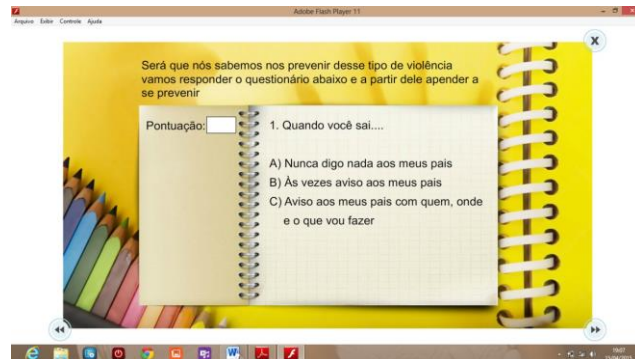 Adobe Flash Player 11
Arquivo Exibir Controle Ajuda
X
Será que nós sabemos nos prevenir desse tipo de violência
vamos responder o questionário abaixo e a partir dele apender a
se prevenir
Pontuação:
1. Quando você sai....
A) Nunca digo nada aos meus pais
B) Às vezes aviso aos meus pais
C) Aviso aos meus pais com quem, onde
e o que vou fazer
19:07